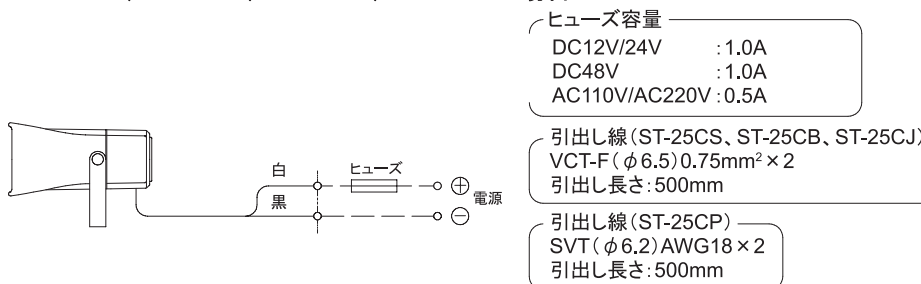 ヒューズ容量
DC12V/24V :1.0A
DC48V :1.0A
AC110V/AC220V :0.5A
引出し線(ST-25CS、ST-25CB、ST-25CJ)
VCT-F(φ6.5)0.75mm²×2
引出し長さ:500mm
引出し線(ST-25CP)
SVT(φ6.2)AWG18×2
引出し長さ:500mm
白
ヒューズ
黒
⊕
⊖
電源